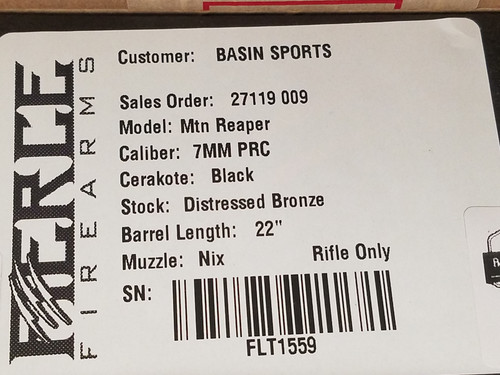 FIERCE
FIREARMS
Customer: BASIN SPORTS
Sales Order: 27119 009
Model: Mtn Reaper
Caliber: 7MM PRC
Cerakote: Black
Stock: Distressed Bronze
Barrel Length: 22"
Muzzle: Nix Rifle Only
SN:
FLT1559